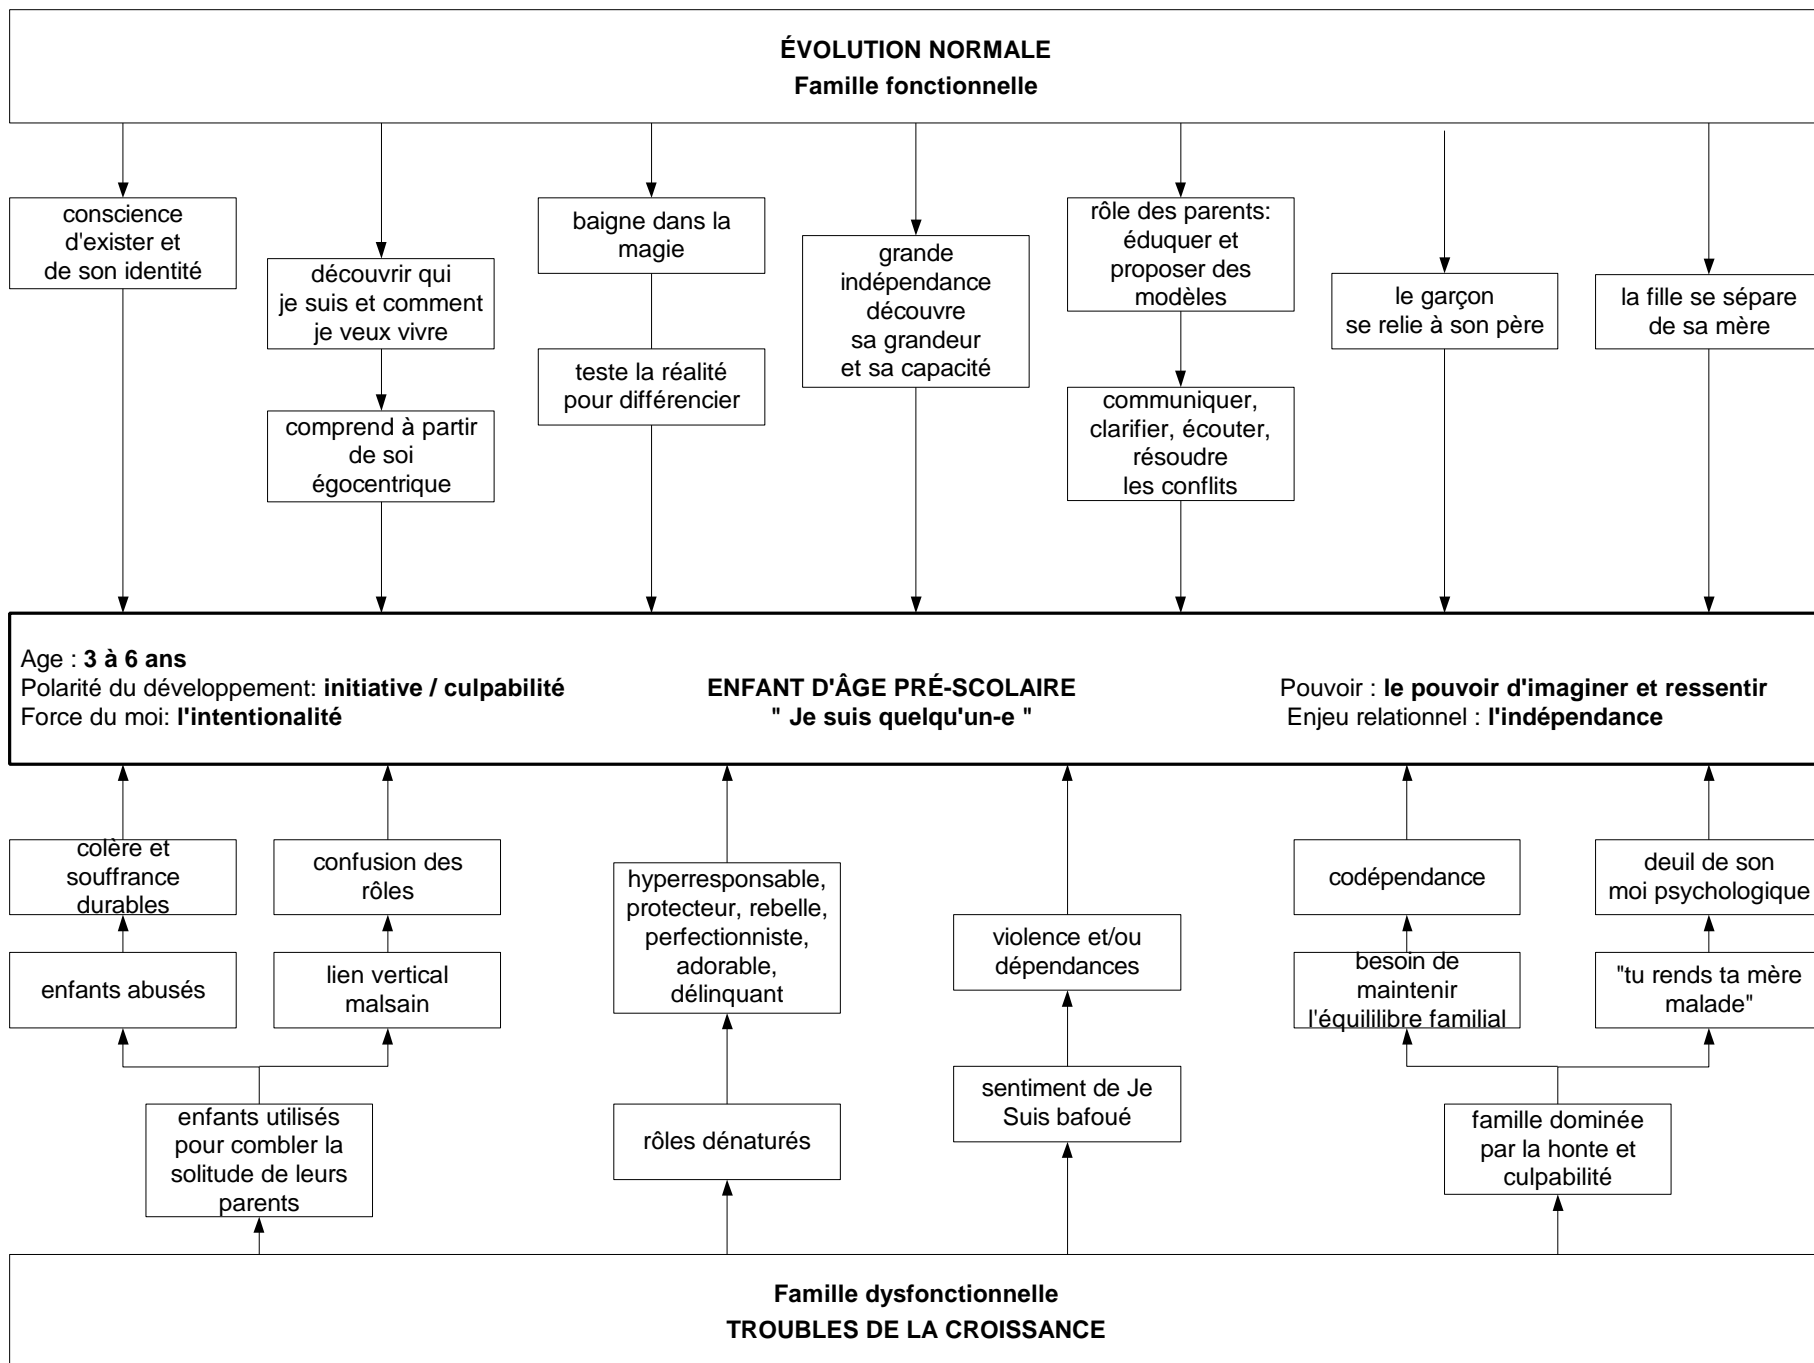 ÉVOLUTION NORMALE
Famille fonctionnelle
conscience
d'exister et
de son identité
découvrir qui
je suis et comment
je veux vivre
comprend à partir
de soi
égocentrique
baigne dans la
magie
teste la réalité
pour différencier
grande
indépendance
découvre
sa grandeur
et sa capacité
rôle des parents:
éduquer et
proposer des
modèles
communiquer,
clarifier, écouter,
résoudre
les conflits
le garçon
se relie à son père
la fille se sépare
de sa mère
Age : 3 à 6 ans
Polarité du développement: initiative / culpabilité
Force du moi: l'intentionalité
ENFANT D'ÂGE PRÉ-SCOLAIRE
" Je suis quelqu'un-e "
Pouvoir : le pouvoir d'imaginer et ressentir
Enjeu relationnel : l'indépendance
colère et
souffrance
durables
enfants abusés
confusion des
rôles
lien vertical
malsain
enfants utilisés
pour combler la
solitude de leurs
parents
hyperresponsable,
protecteur, rebelle,
perfectionniste,
adorable,
délinquant
rôles dénaturés
violence et/ou
dépendances
sentiment de Je
Suis bafoué
codépendance
besoin de
maintenir
l'équililibre familial
deuil de son
moi psychologique
"tu rends ta mère
malade"
famille dominée
par la honte et
culpabilité
Famille dysfonctionnelle
TROUBLES DE LA CROISSANCE